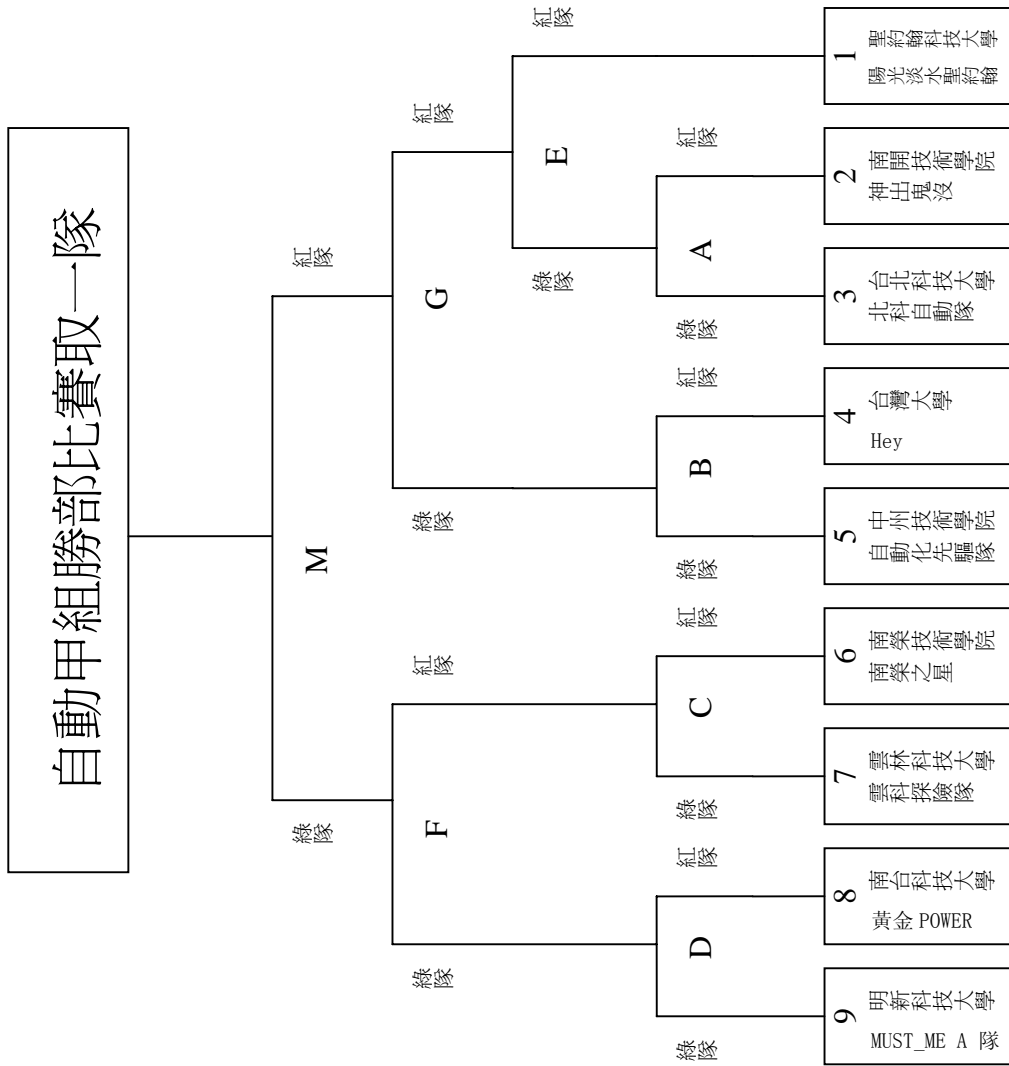 自動甲組勝部比賽取一隊
M
紅隊
綠隊
G
紅隊
綠隊
F
紅隊
綠隊
E
紅隊
綠隊
A
紅隊
綠隊
B
紅隊
綠隊
C
紅隊
綠隊
D
紅隊
綠隊
1
聖約翰科技大學
陽光淡水聖約翰
2
南開技術學院
神出鬼沒
3
台北科技大學
北科自動隊
4
台灣大學
Hey
5
中州技術學院
自動化先驅隊
6
南榮技術學院
南榮之星
7
雲林科技大學
雲科探險隊
8
南台科技大學
黃金 POWER
9
明新科技大學
MUST_ME A 隊